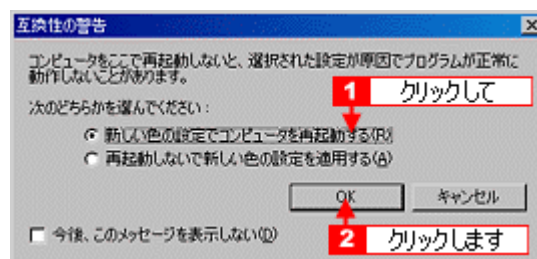 互換性の警告
コンピュータをここで再起動しないと、選択された設定が原因でプログラムが正常に
動作しないことがあります。
1 クリックして
次のどちらかを選んでください：
新しい色の設定でコンピュータを再起動する(R)
再起動しないで新しい色の設定を適用する(A)
OK
キャンセル
今後、このメッセージを表示しない(D)
2 クリックします